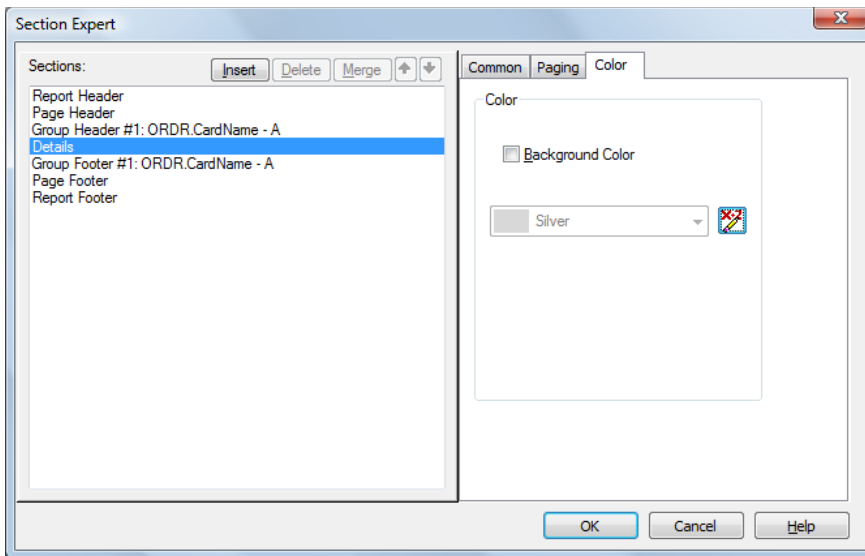 Section Expert
Sections:
Insert
Delete
Merge
Report Header
Page Header
Group Header #1: ORDR.CardName - A
Details
Group Footer #1: ORDR.CardName - A
Page Footer
Report Footer
Common
Paging
Color
Color
Background Color
Silver
X-2
OK
Cancel
Help